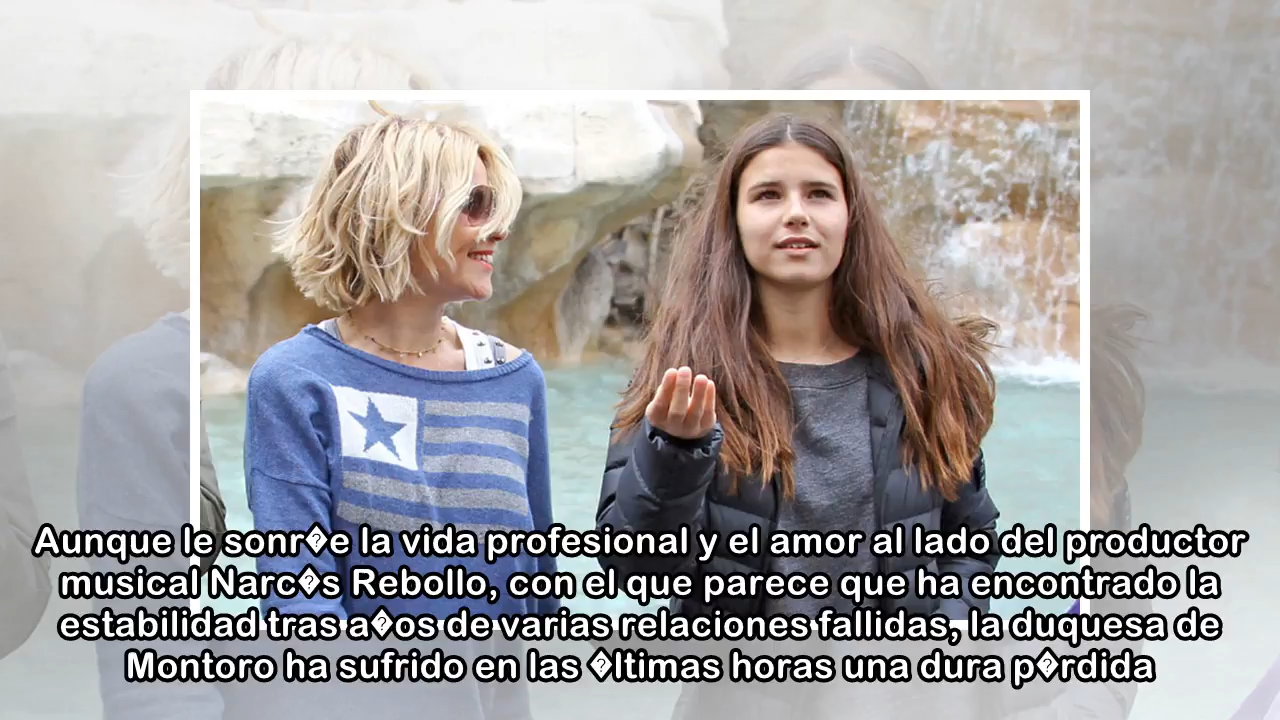 Aunque le sonr�e la vida profesional y el amor al lado del productor
musical Narc�s Rebollo, con el que parece que ha encontrado la
estabilidad tras a�os de varias relaciones fallidas, la duquesa de
Montoro ha sufrido en las �ltimas horas una dura p�rdida